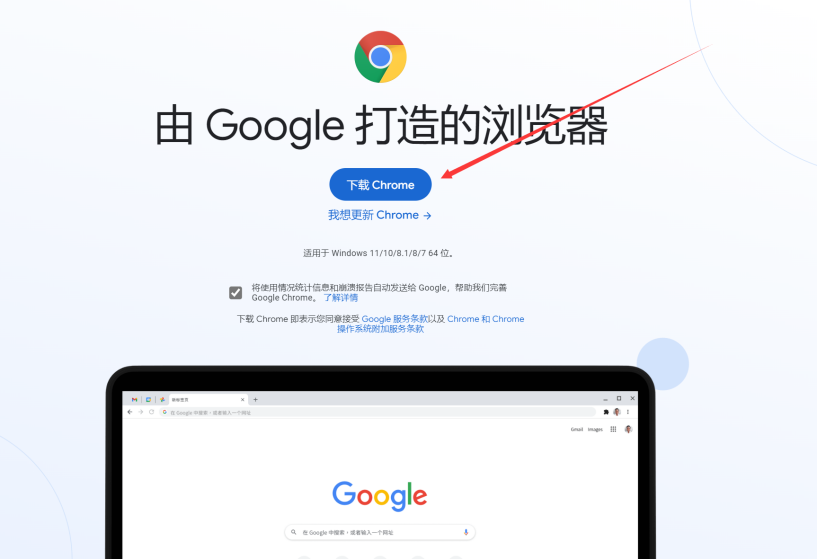 由 Google 打造的浏览器
下载 Chrome
我想更新 Chrome →
适用于 Windows 11/10/8.1/8/7 64 位。
将使用情况统计信息和崩溃报告自动发送给 Google，帮助我们完善
Google Chrome。 了解详情
下载 Chrome 即表示您同意接受 Google 服务条款以及 Chrome 和 Chrome
操作系统附加服务条款
在 Google 中搜索，或者输入一个网址
Gmail Images
Google
在 Google 中搜索，或者输入一个网址